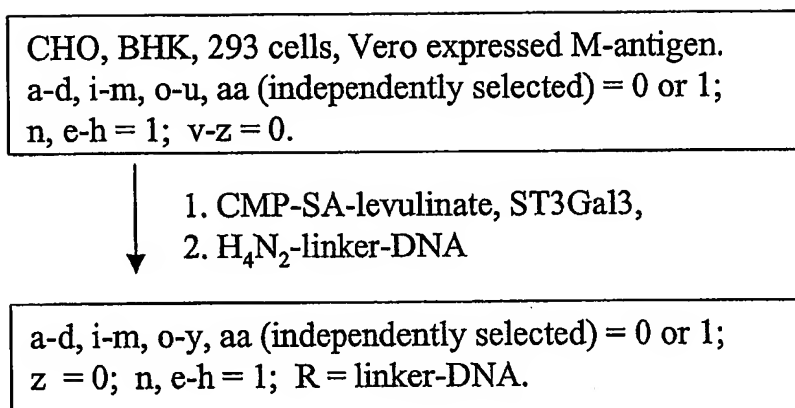 CHO, BHK, 293 cells, Vero expressed M-antigen.
a-d, i-m, o-u, aa (independently selected) = 0 or 1;
n, e-h = 1; v-z = 0.
1. CMP-SA-levulinate, ST3Gal3,
2. H₄N₂-linker-DNA
a-d, i-m, o-y, aa (independently selected) = 0 or 1;
z = 0; n, e-h = 1; R = linker-DNA.